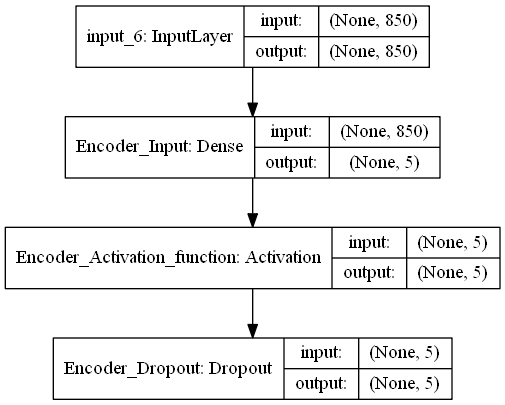 input_6: InputLayer
input: (None, 850)
output: (None, 850)
Encoder_Input: Dense
input: (None, 850)
output: (None, 5)
Encoder_Activation_function: Activation
input: (None, 5)
output: (None, 5)
Encoder_Dropout: Dropout
input: (None, 5)
output: (None, 5)